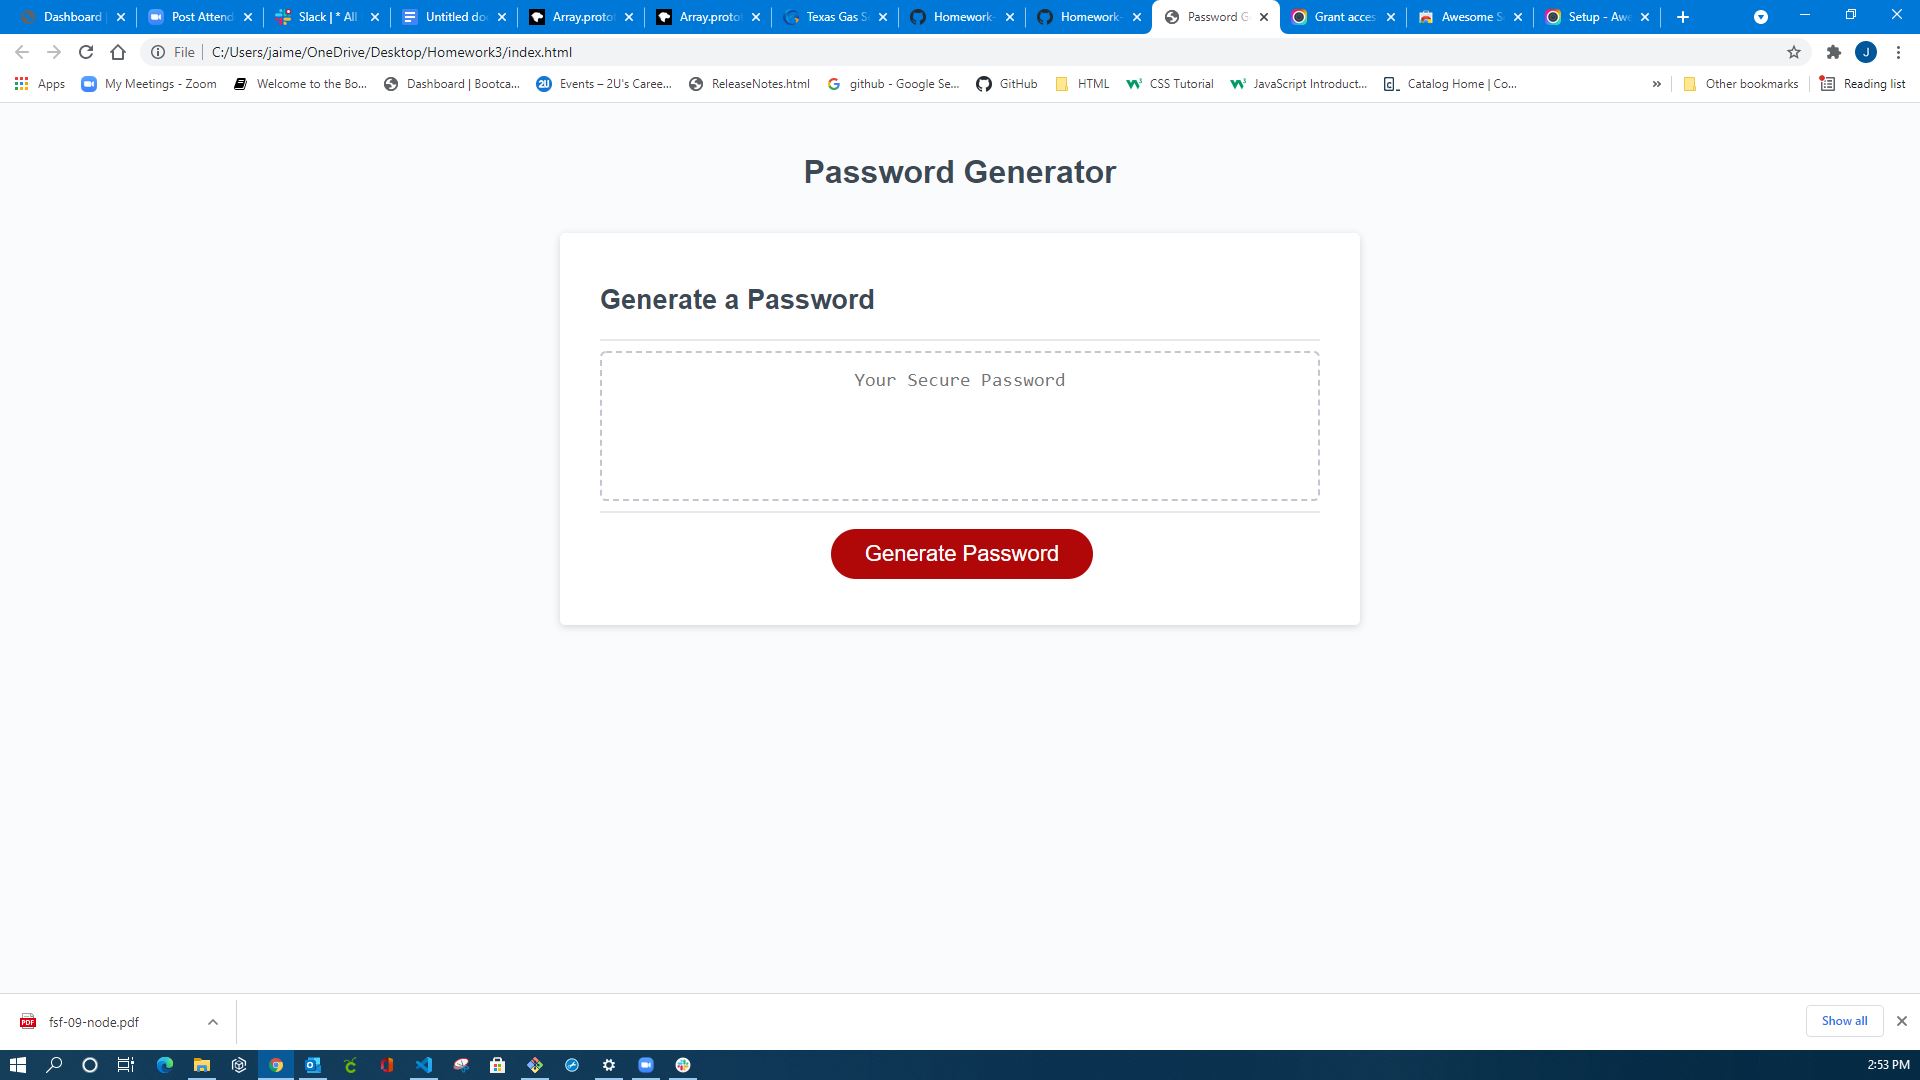 Dashboard
Post Attend
Slack | * All
Untitled do
Array.proto
Array.proto
Texas Gas S
Homework-
Homework-
Password G
Grant acces
Awesome S
Setup - Awe
File
C:/Users/jaime/OneDrive/Desktop/Homework3/index.html
J
Apps
My Meetings - Zoom
Welcome to the Bo...
Dashboard | Bootca...
Events – 2U's Caree...
ReleaseNotes.html
github - Google Se...
GitHub
HTML
CSS Tutorial
JavaScript Introduct...
Catalog Home | Co...
»
Other bookmarks
Reading list
Password Generator
Generate a Password
Your Secure Password
Generate Password
fsf-09-node.pdf
Show all
2:53 PM